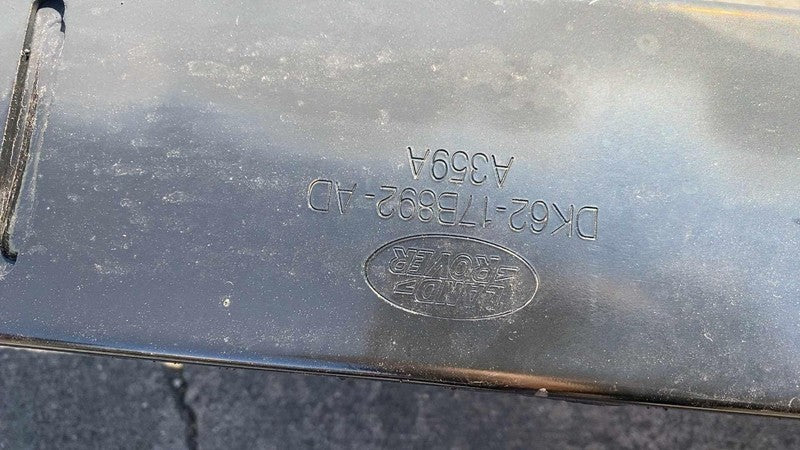 LAND
ROVER
DK62-17B892-AD
A359A